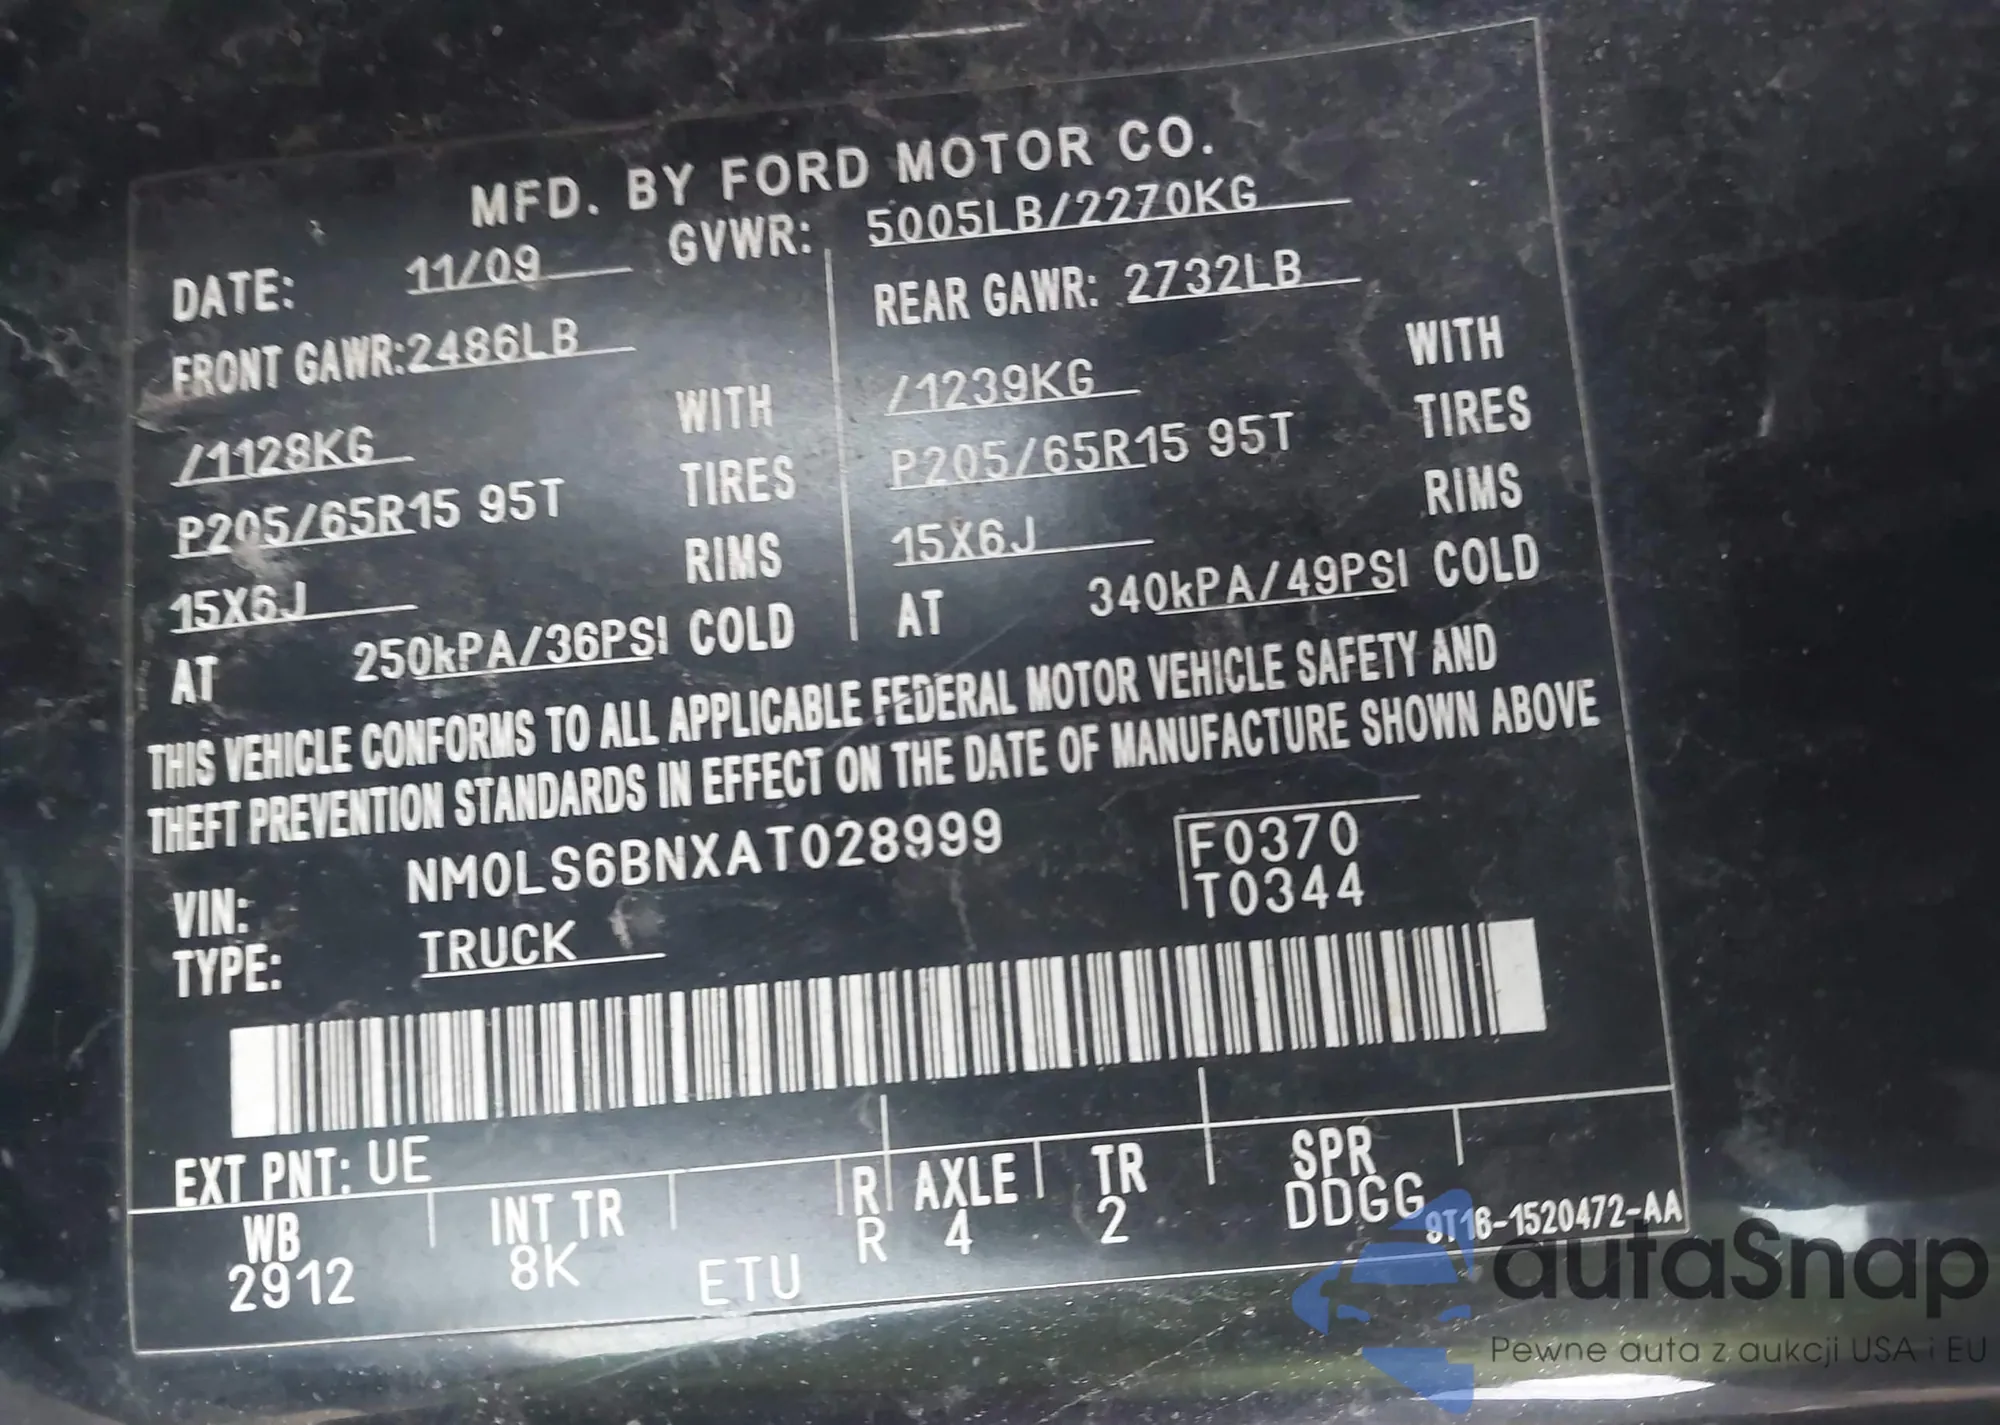 MFD. BY FORD MOTOR CO.
DATE: 11/09 GVWR: 5005LB/2270KG
FRONT GAWR:2486LB REAR GAWR: 2732LB
/1128KG WITH /1239KG WITH
P205/65R15 95T TIRES P205/65R15 95T TIRES
15X6J RIMS 15X6J RIMS
AT 250kPA/36PSI COLD AT 340kPA/49PSI COLD
THIS VEHICLE CONFORMS TO ALL APPLICABLE FEDERAL MOTOR VEHICLE SAFETY AND
THEFT PREVENTION STANDARDS IN EFFECT ON THE DATE OF MANUFACTURE SHOWN ABOVE
VIN: NM0LS6BNXAT028999 F0370
TYPE: TRUCK T0344
EXT PNT: UE
WB INT TR R AXLE TR SPR
2912 8K ETU R 4 2 DDGG 9T16-1520472-AA
autaSnap
Pewne auta z aukcji USA i EU